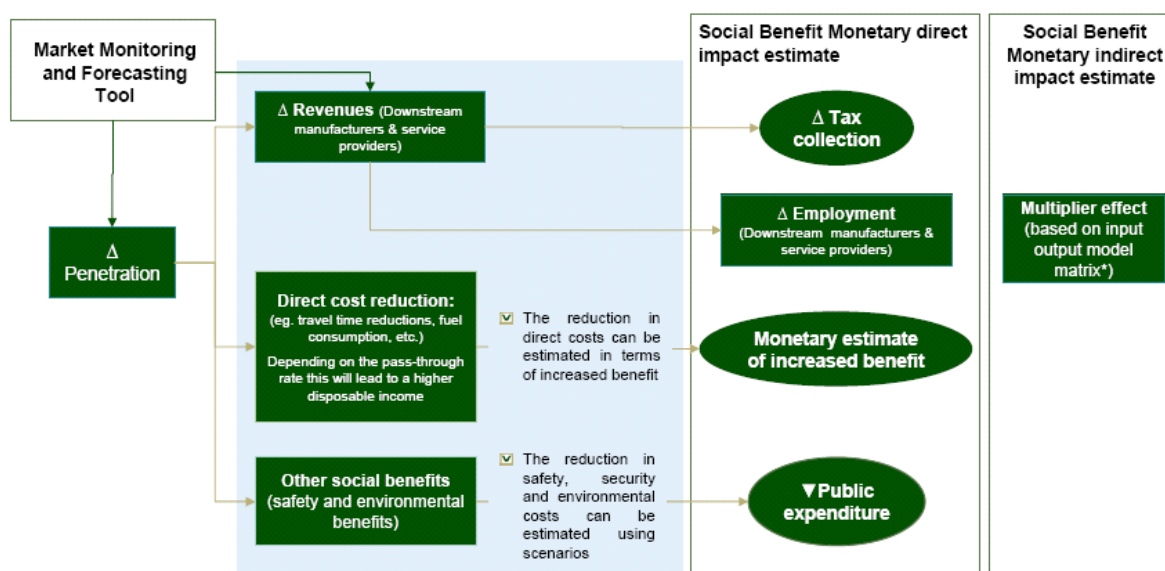 Market Monitoring
and Forecasting
Tool
Social Benefit Monetary direct
impact estimate
Social Benefit
Monetary indirect
impact estimate
Δ Revenues (Downstream
manufacturers & service
providers)
Δ Tax
collection
Δ Employment
(Downstream manufacturers &
service providers)
Multiplier effect
(based on input
output model
matrix*)
Δ
Penetration
Direct cost reduction:
(eg. travel time reductions, fuel
consumption, etc.)
Depending on the pass-through
rate this will lead to a higher
disposable income
The reduction in
direct costs can be
estimated in terms
of increased benefit
Monetary estimate
of increased benefit
Other social benefits
(safety and environmental
benefits)
The reduction in
safety, security
and environmental
costs can be
estimated using
scenarios
▼Public
expenditure